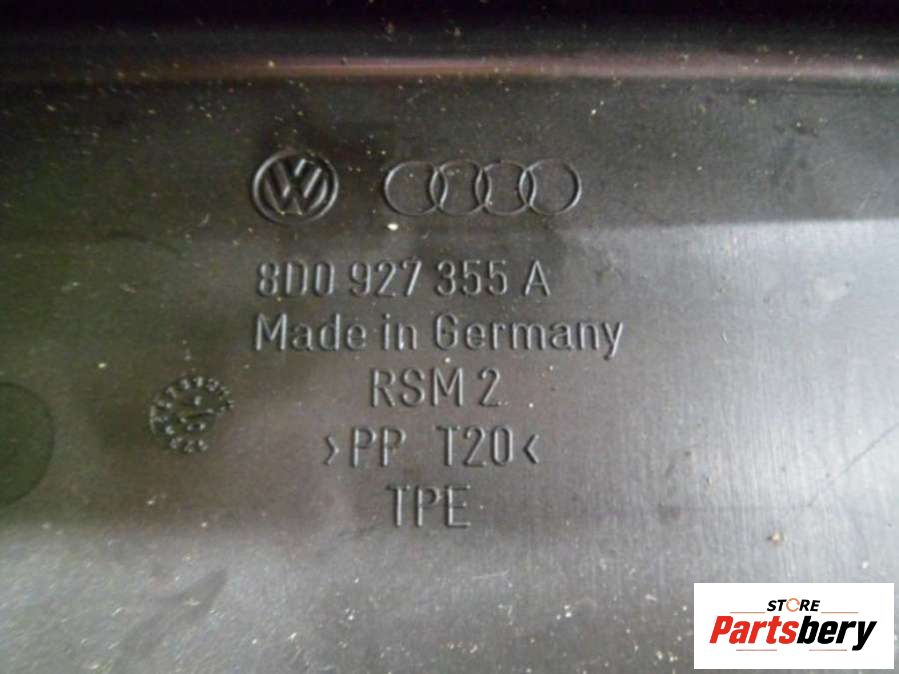 8D0 927 355 A
Made in Germany
RSM 2
>PP T20<
TPE
STORE
Partsbery